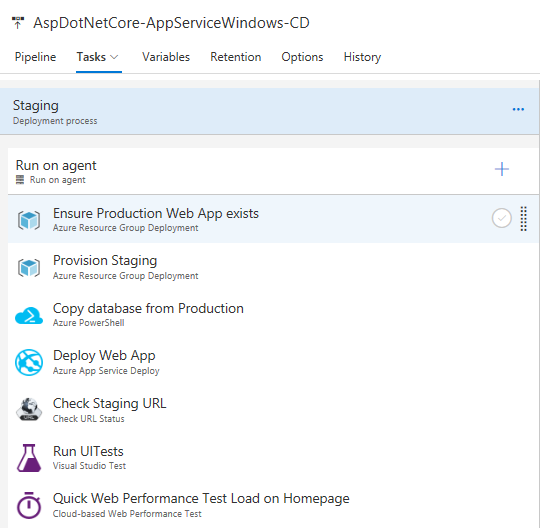 AspDotNetCore-AppServiceWindows-CD
Pipeline Tasks Variables Retention Options History
Staging
Deployment process
Run on agent
Run on agent
Ensure Production Web App exists
Azure Resource Group Deployment
Provision Staging
Azure Resource Group Deployment
Copy database from Production
Azure PowerShell
Deploy Web App
Azure App Service Deploy
Check Staging URL
Check URL Status
Run UITests
Visual Studio Test
Quick Web Performance Test Load on Homepage
Cloud-based Web Performance Test